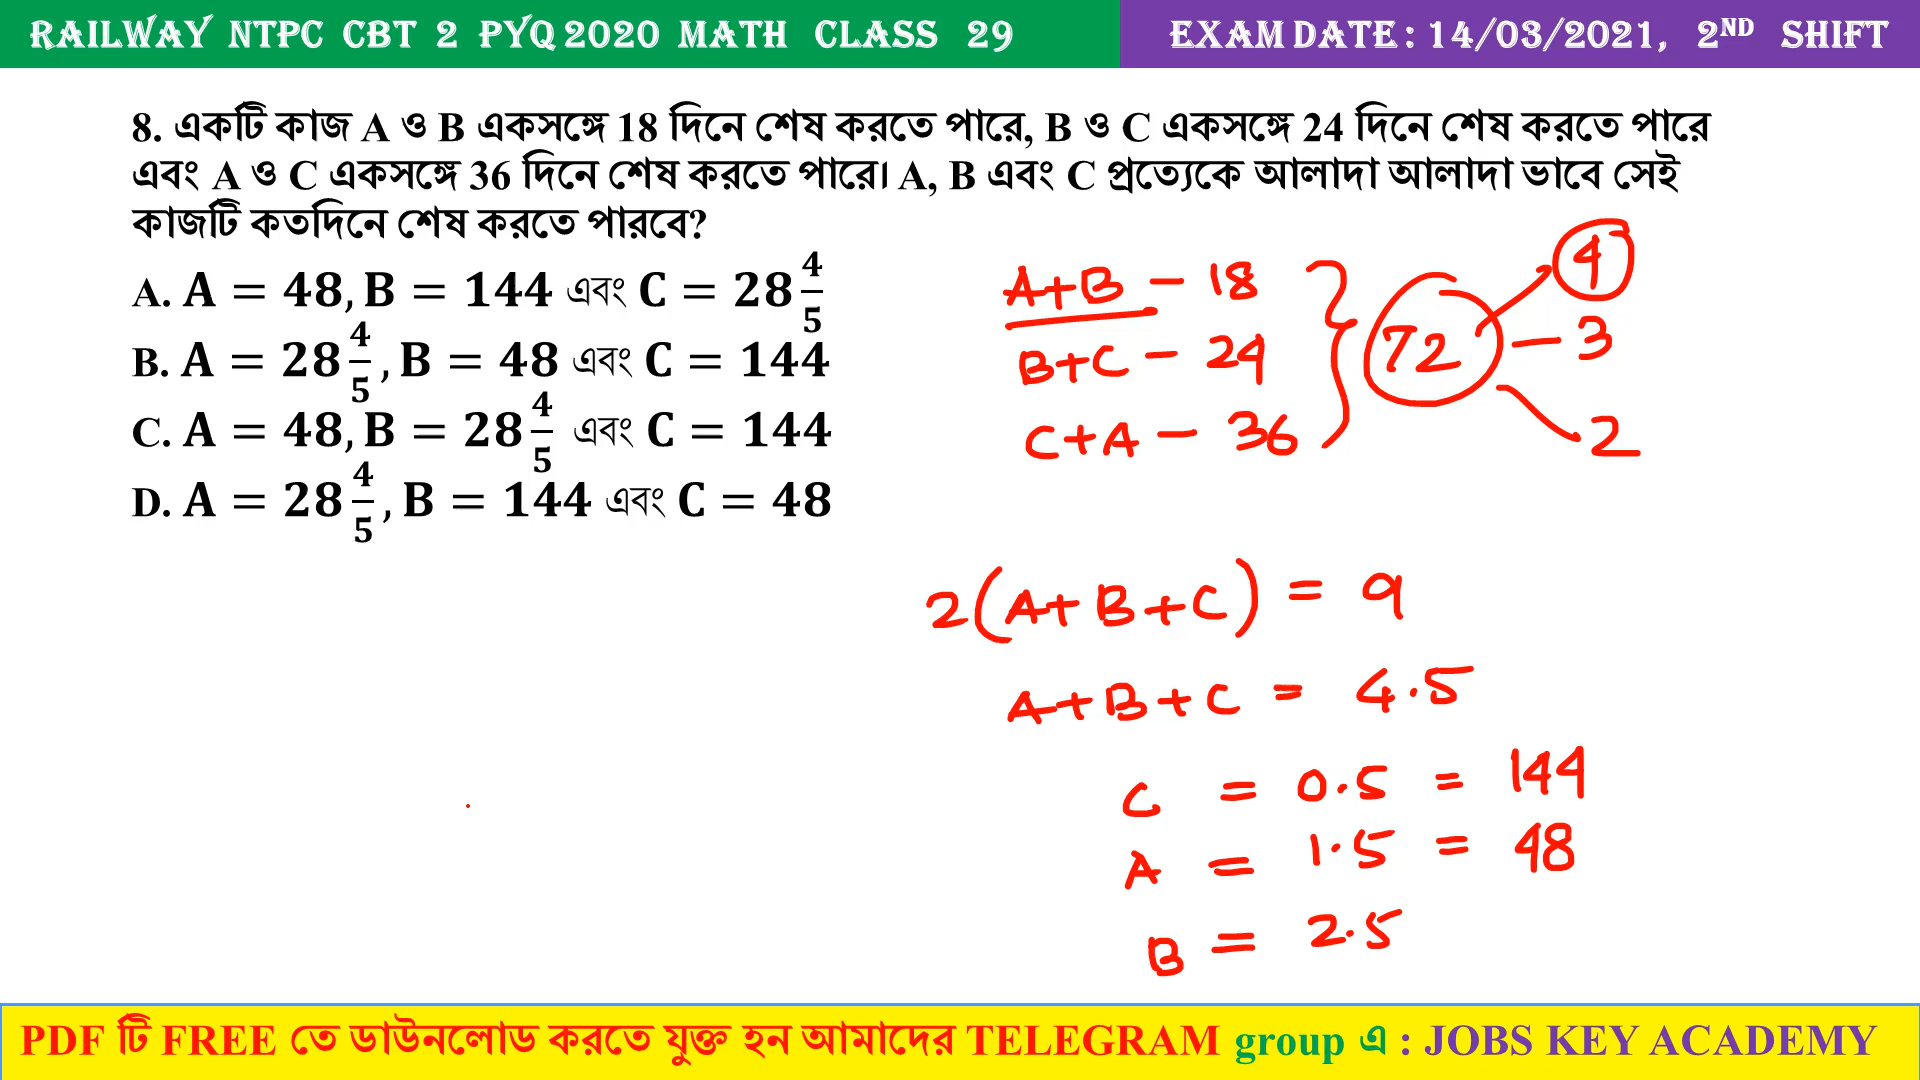 RAILWAY NTPC CBT 2 PYQ 2020 MATH CLASS 29
EXAM DATE : 14/03/2021, 2ND SHIFT
8. একটি কাজ A ও B একসঙ্গে 18 দিনে শেষ করতে পারে, B ও C একসঙ্গে 24 দিনে শেষ করতে পারে
এবং A ও C একসঙ্গে 36 দিনে শেষ করতে পারে। A, B এবং C প্রত্যেকে আলাদা আলাদা ভাবে সেই
কাজটি কতদিনে শেষ করতে পারবে?
A. A = 48, B = 144 এবং C = 28 4/5
B. A = 28 4/5, B = 48 এবং C = 144
C. A = 48, B = 28 4/5 এবং C = 144
D. A = 28 4/5, B = 144 এবং C = 48
A+B - 18
B+C - 24
C+A - 36
72
4
- 3
2
2(A+B+C) = 9
A+B+C = 4.5
C = 0.5 = 144
A = 1.5 = 48
B = 2.5
PDF টি FREE তে ডাউনলোড করতে যুক্ত হন আমাদের TELEGRAM group এ : JOBS KEY ACADEMY